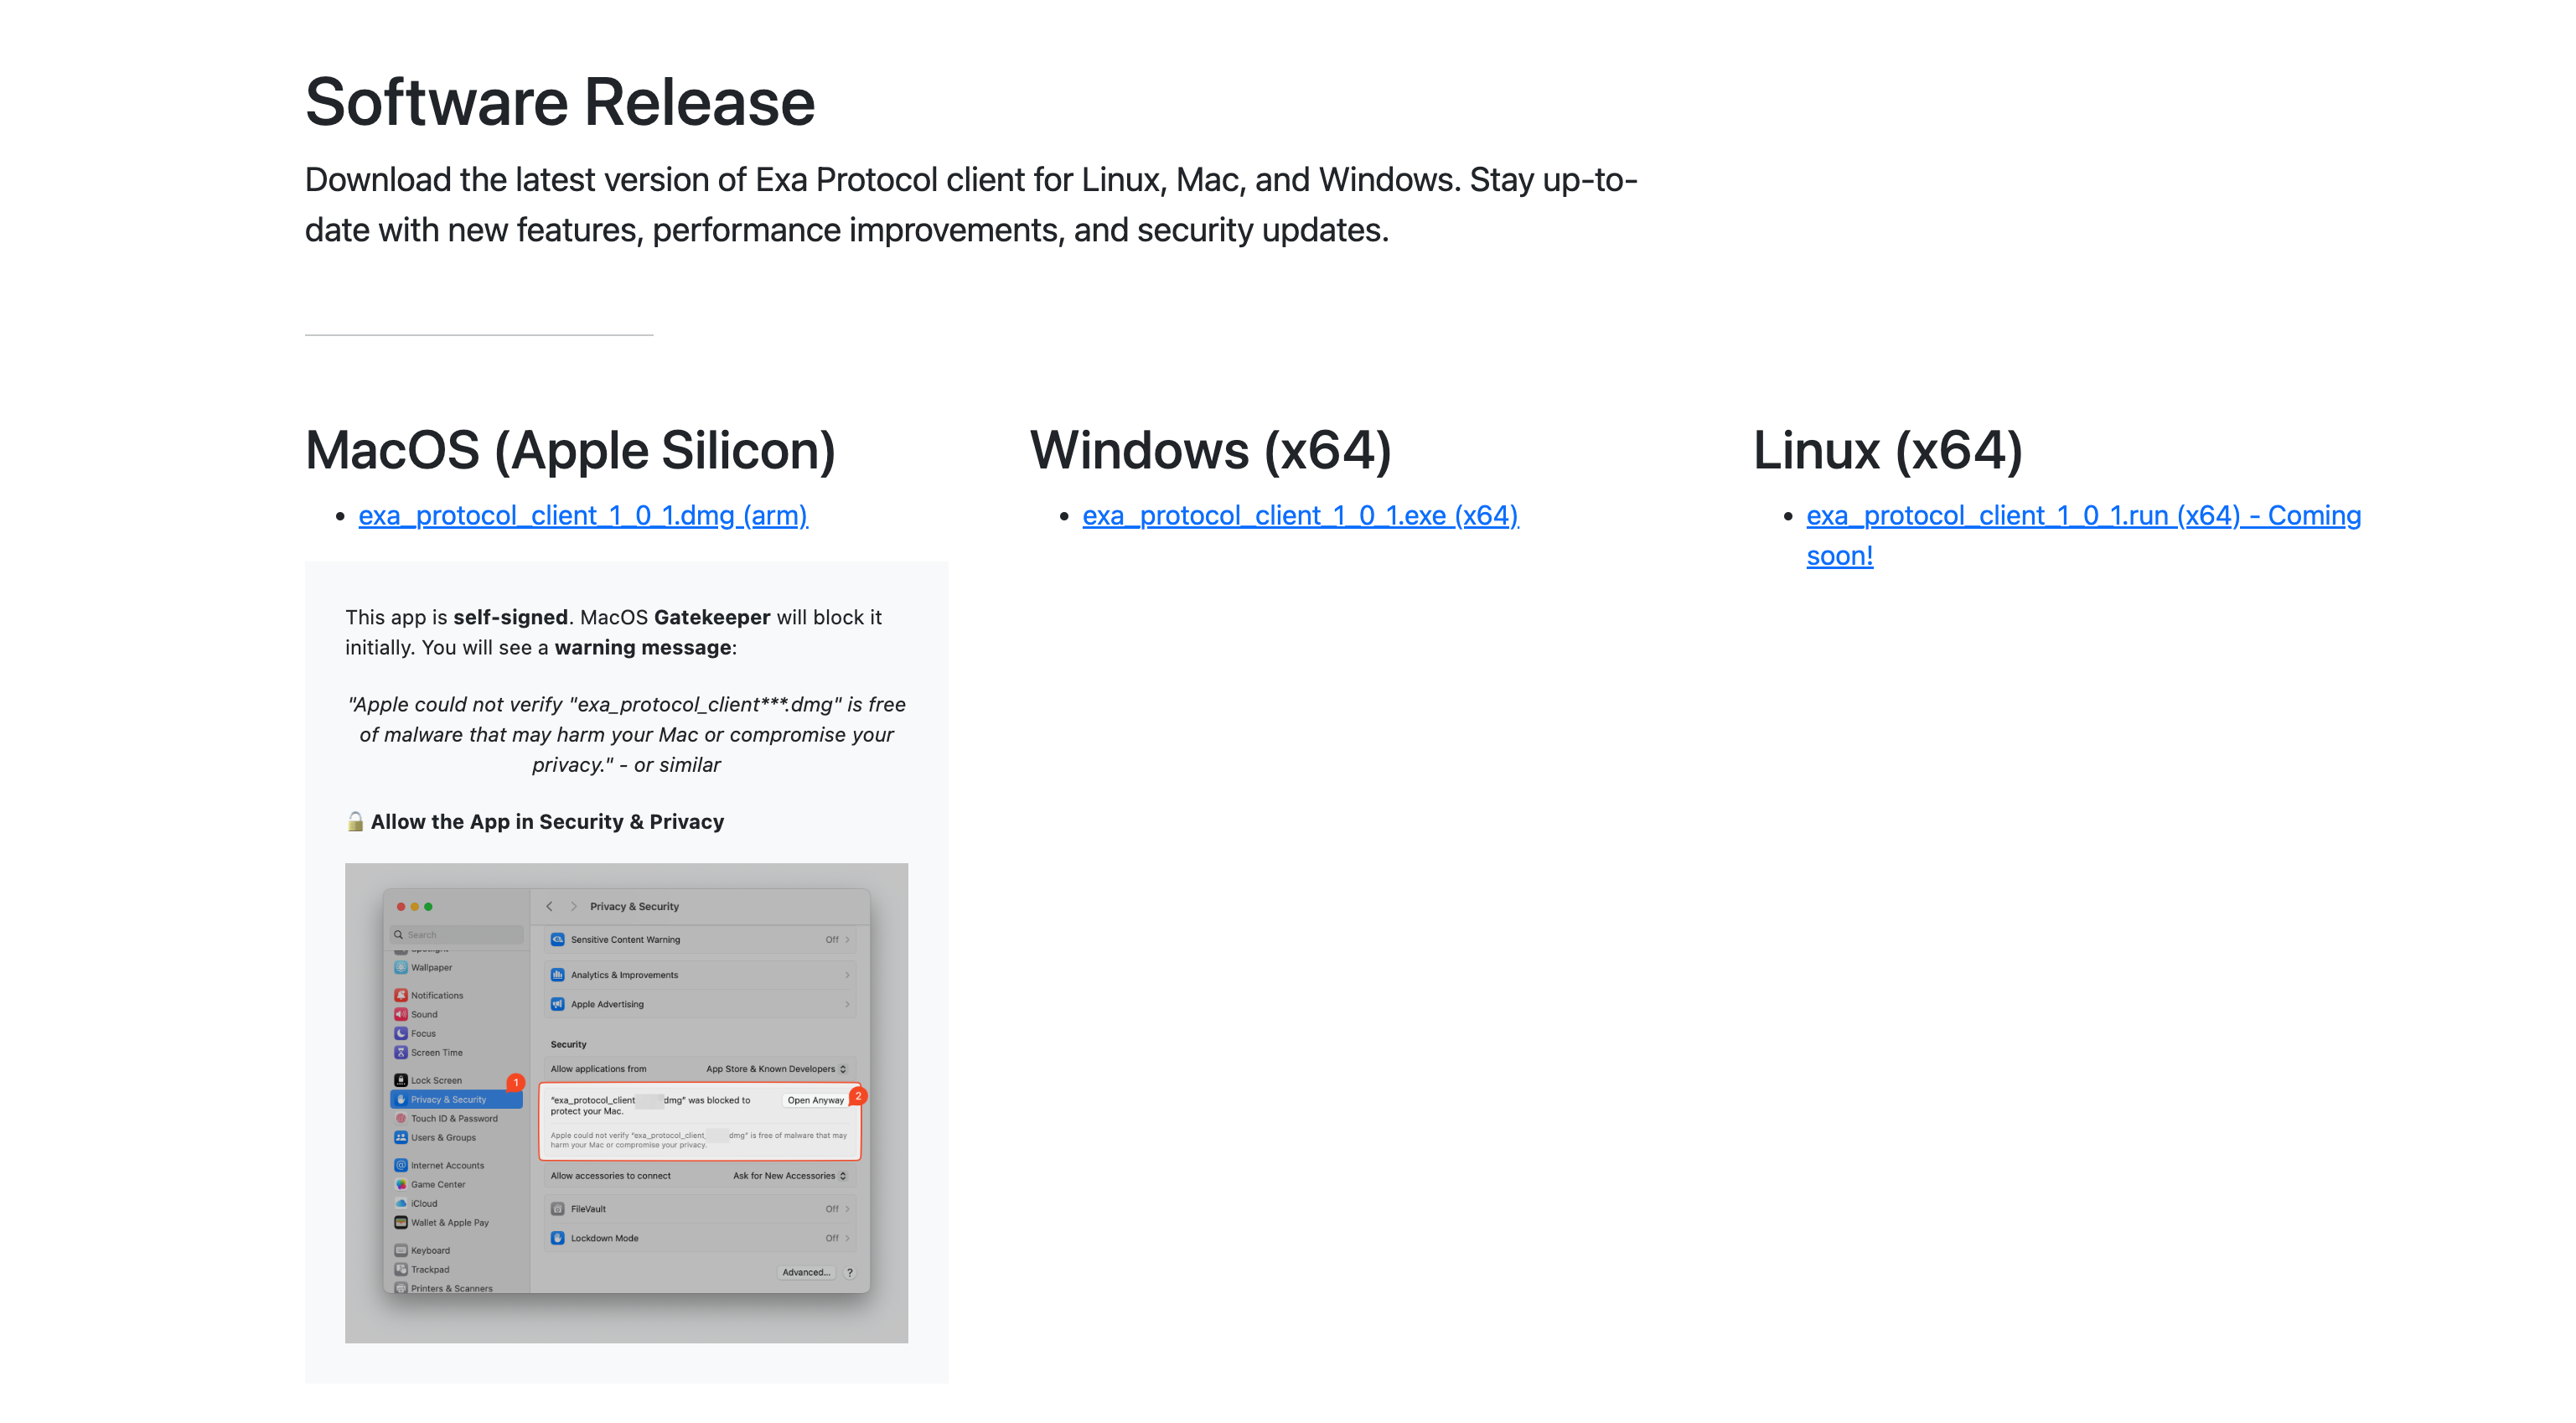 Software Release
Download the latest version of Exa Protocol client for Linux, Mac, and Windows. Stay up-to-
date with new features, performance improvements, and security updates.
MacOS (Apple Silicon)
• exa_protocol_client_1_0_1.dmg (arm)
This app is self-signed. MacOS Gatekeeper will block it
initially. You will see a warning message:
"Apple could not verify "exa_protocol_client***.dmg" is free
of malware that may harm your Mac or compromise your
privacy." - or similar
🔓 Allow the App in Security & Privacy
Search
Spotlight
Wallpaper
Notifications
Sound
Focus
Screen Time
Lock Screen
1
Privacy & Security
Touch ID & Password
Users & Groups
Internet Accounts
Game Center
iCloud
Wallet & Apple Pay
Keyboard
Trackpad
Printers & Scanners
Privacy & Security
Sensitive Content Warning Off
Analytics & Improvements
Apple Advertising
Security
Allow applications from App Store & Known Developers
"exa_protocol_client dmg" was blocked to Open Anyway 2
protect your Mac.
Apple could not verify "exa_protocol_client_ dmg" is free of malware that may
harm your Mac or compromise your privacy.
Allow accessories to connect Ask for New Accessories
FileVault Off
Lockdown Mode Off
Advanced... ?
Windows (x64)
• exa_protocol_client_1_0_1.exe (x64)
Linux (x64)
• exa_protocol_client_1_0_1.run (x64) - Coming
soon!